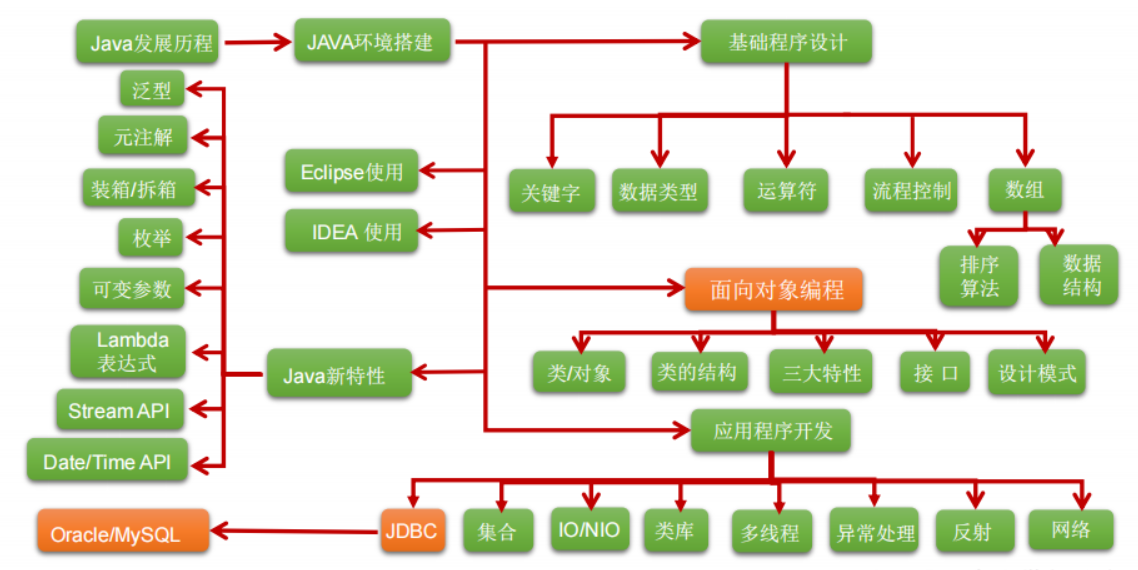 Java发展历程
JAVA环境搭建
基础程序设计
泛型
元注解
装箱/拆箱
枚举
可变参数
Lambda
表达式
Stream API
Date/Time API
Eclipse使用
IDEA 使用
Java新特性
关键字
数据类型
运算符
流程控制
数组
排序
算法
数据
结构
面向对象编程
类/对象
类的结构
三大特性
接 口
设计模式
应用程序开发
Oracle/MySQL
JDBC
集合
IO/NIO
类库
多线程
异常处理
反射
网络